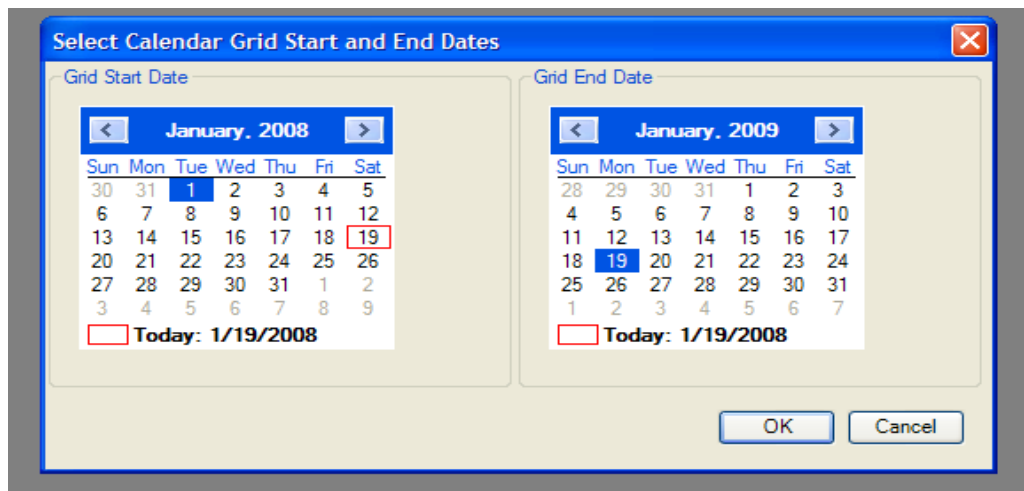 Select Calendar Grid Start and End Dates
Grid Start Date
January, 2008
Sun Mon Tue Wed Thu Fri Sat
30 31 1 2 3 4 5
6 7 8 9 10 11 12
13 14 15 16 17 18 19
20 21 22 23 24 25 26
27 28 29 30 31 1 2
3 4 5 6 7 8 9
Today: 1/19/2008
Grid End Date
January, 2009
Sun Mon Tue Wed Thu Fri Sat
28 29 30 31 1 2 3
4 5 6 7 8 9 10
11 12 13 14 15 16 17
18 19 20 21 22 23 24
25 26 27 28 29 30 31
1 2 3 4 5 6 7
Today: 1/19/2008
OK Cancel